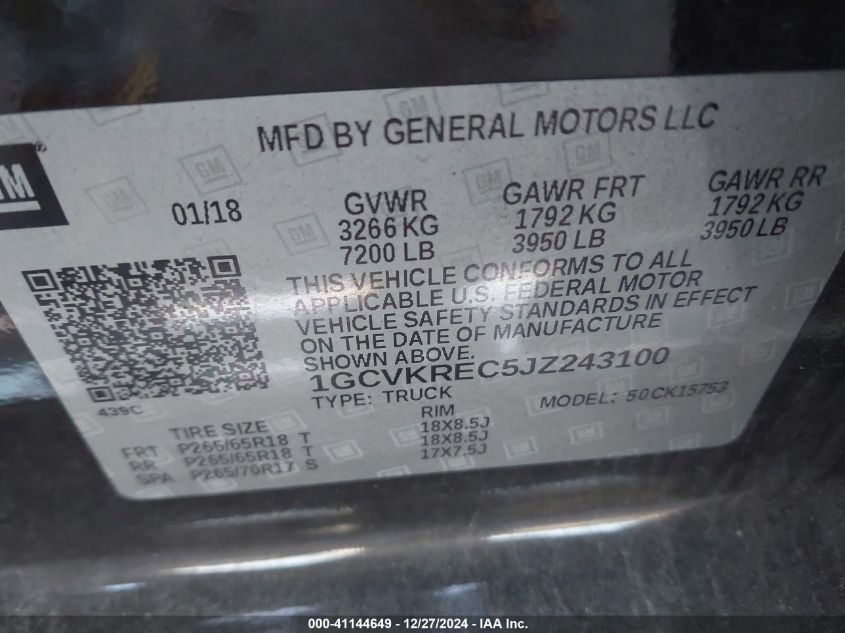 MFD BY GENERAL MOTORS LLC
GM ®
01/18
GVWR GAWR FRT GAWR RR
3266 KG 1792 KG 1792 KG
7200 LB 3950 LB 3950 LB
THIS VEHICLE CONFORMS TO ALL
APPLICABLE U.S. FEDERAL MOTOR
VEHICLE SAFETY STANDARDS IN EFFECT
ON THE DATE OF MANUFACTURE
SHOWN ABOVE.
1GCVKREC5JZ243100
439C
TYPE: TRUCK MODEL: 50CK15753
TIRE SIZE RIM
FRT P265/65R18 T 18X8.5J
RR P265/65R18 T 18X8.5J
SPA P265/70R17 S 17X7.5J
000-41144649 - 12/27/2024 - IAA Inc.